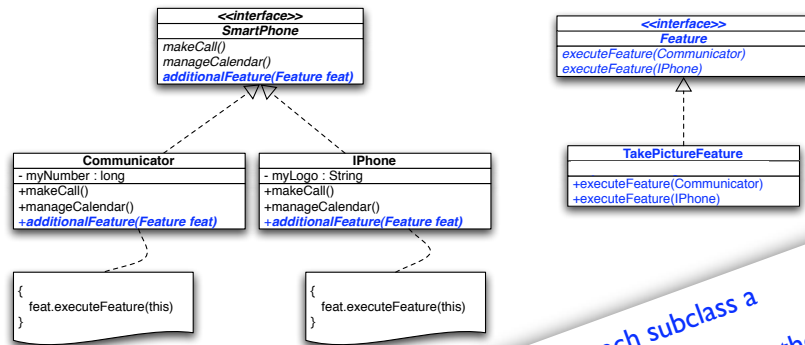 <<interface>>
SmartPhone
makeCall()
manageCalendar()
additionalFeature(Feature feat)
<<interface>>
Feature
executeFeature(Communicator)
executeFeature(IPhone)
Communicator
- myNumber : long
+makeCall()
+manageCalendar()
+additionalFeature(Feature feat)
IPhone
- myLogo : String
+makeCall()
+manageCalendar()
+additionalFeature(Feature feat)
TakePictureFeature
+executeFeature(Communicator)
+executeFeature(IPhone)
{
feat.executeFeature(this)
}
{
feat.executeFeature(this)
}
subclass a